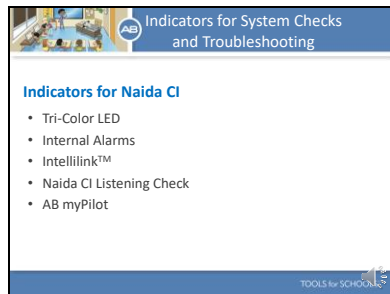 AB
Indicators for System Checks
and Troubleshooting
Indicators for Naida CI
• Tri-Color LED
• Internal Alarms
• Intellilink™
• Naida CI Listening Check
• AB myPilot
TOOLS for SCHOOLS